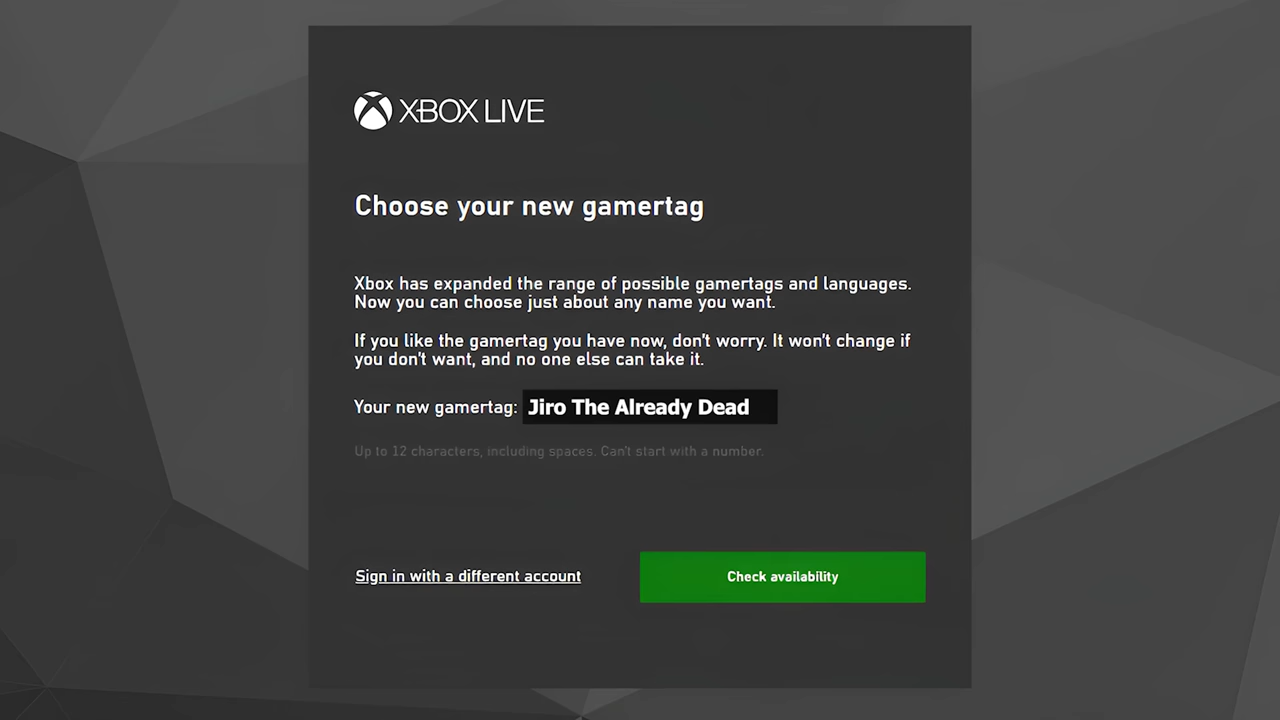 XBOX LIVE
Choose your new gamertag
Xbox has expanded the range of possible gamertags and languages.
Now you can choose just about any name you want.
If you like the gamertag you have now, don't worry. It won't change if
you don't want, and no one else can take it.
Your new gamertag: Jiro The Already Dead
Up to 12 characters, including spaces. Can't start with a number.
Sign in with a different account
Check availability